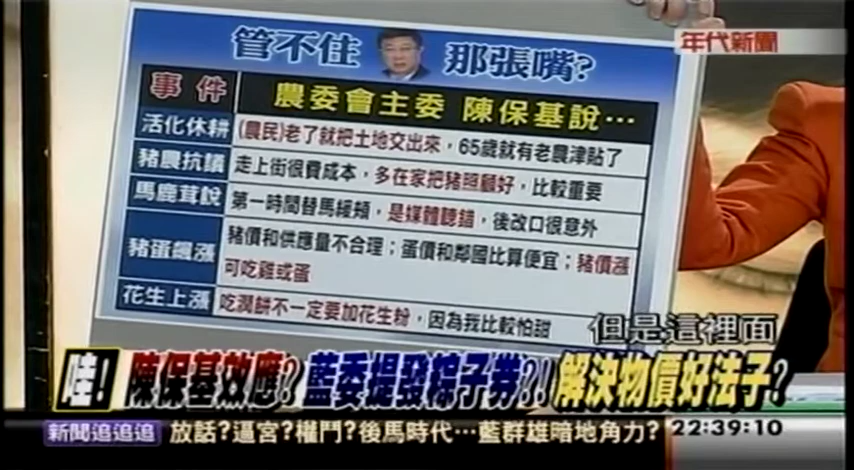 管不住 那張嘴?
年代新聞
事件 農委會主委 陳保基說…
活化休耕 (農民)老了就把土地交出來，65歲就有老農津貼了
豬農抗議 走上街很費成本，多在家把豬照顧好，比較重要
馬鹿茸說 第一時間替馬緩頰，是媒體聽錯，後改口很意外
豬蛋飆漲 豬價和供應量不合理；蛋價和鄰國比算便宜；豬價漲
可吃雞或蛋
花生上漲 吃潤餅不一定要加花生粉，因為我比較怕甜
但是這裡面
哇! 陳保基效應?藍委提發粽子券?!解決物價好法子?
新聞追追追 放話?逼宮?權鬥?後馬時代…藍群雄暗地角力? 22:39:10